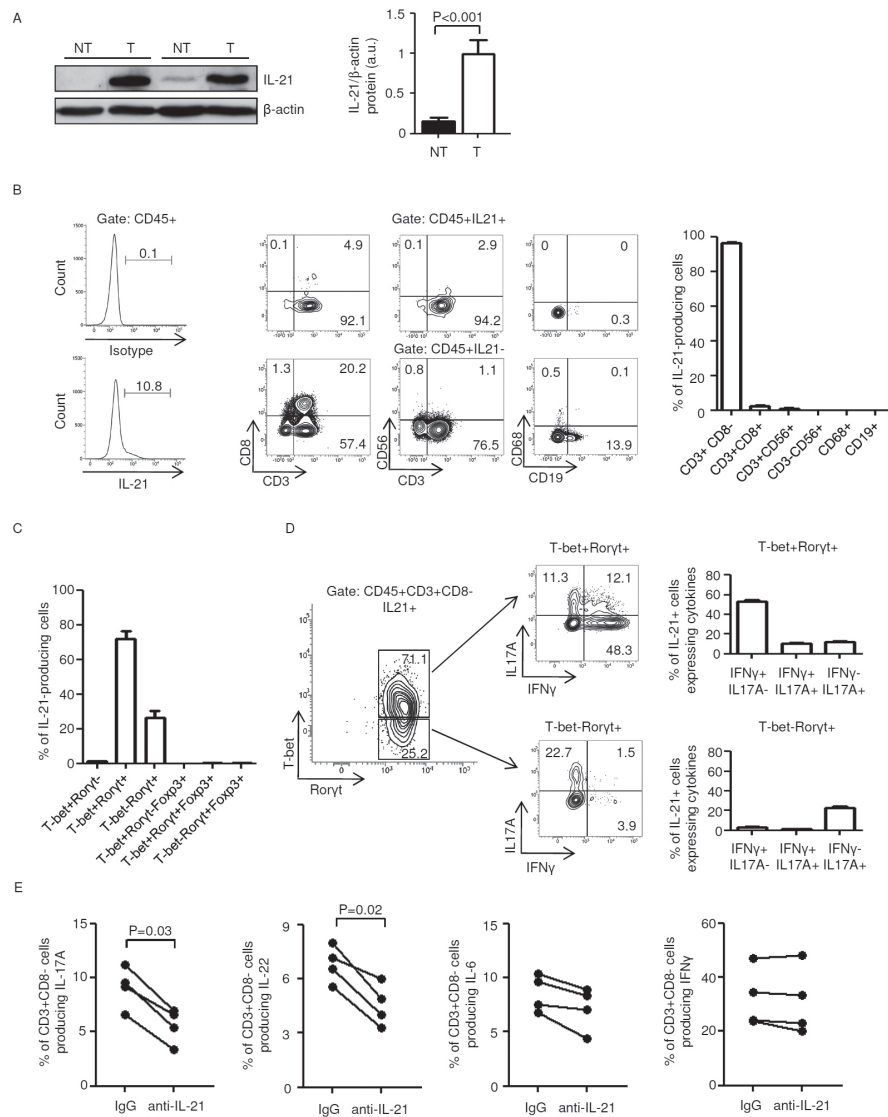 A
NT T NT T
IL-21
β-actin
IL-21/β-actin
protein (a.u.)
1.5
1
0.5
0
P<0.001
NT T
B
Gate: CD45+
Count
1500
1000
500
0
0.1
Isotype
Count
1500
1000
500
0
10.8
IL-21
Gate: CD45+IL21+
0.1 4.9
92.1
0.1 2.9
94.2
0 0
0.3
Gate: CD45+IL21-
1.3 20.2
57.4
0.8 1.1
76.5
0.5 0.1
13.9
CD8
CD3
CD56
CD3
CD68
CD19
% of IL-21-producing cells
100
80
60
40
20
0
CD3+CD8-
CD3+CD8+
CD3+CD56+
CD3-CD56+
CD68+
CD19+
C
% of IL-21-producing cells
100
80
60
40
20
0
T-bet+Rorγt-
T-bet+Rorγt+
T-bet-Rorγt+
T-bet+Rorγt-Foxp3+
T-bet+Rorγt+Foxp3+
T-bet-Rorγt+Foxp3+
D
Gate: CD45+CD3+CD8-
IL21+
71.1
25.2
T-bet
Rorγt
T-bet+Rorγt+
11.3 12.1
48.3
IL17A
IFNγ
T-bet-Rorγt+
22.7 1.5
3.9
IL17A
IFNγ
T-bet+Rorγt+
% of IL-21+ cells
expressing cytokines
80
60
40
20
0
IFNγ+ IFNγ+ IFNγ-
IL17A- IL17A+ IL17A+
T-bet-Rorγt+
% of IL-21+ cells
expressing cytokines
80
60
40
20
0
IFNγ+ IFNγ+ IFNγ-
IL17A- IL17A+ IL17A+
E
% of CD3+CD8- cells
producing IL-17A
15
10
5
0
P=0.03
IgG anti-IL-21
% of CD3+CD8- cells
producing IL-22
9
6
3
0
P=0.02
IgG anti-IL-21
% of CD3+CD8- cells
producing IL-6
15
10
5
0
IgG anti-IL-21
% of CD3+CD8- cells
producing IFNγ
60
40
20
0
IgG anti-IL-21